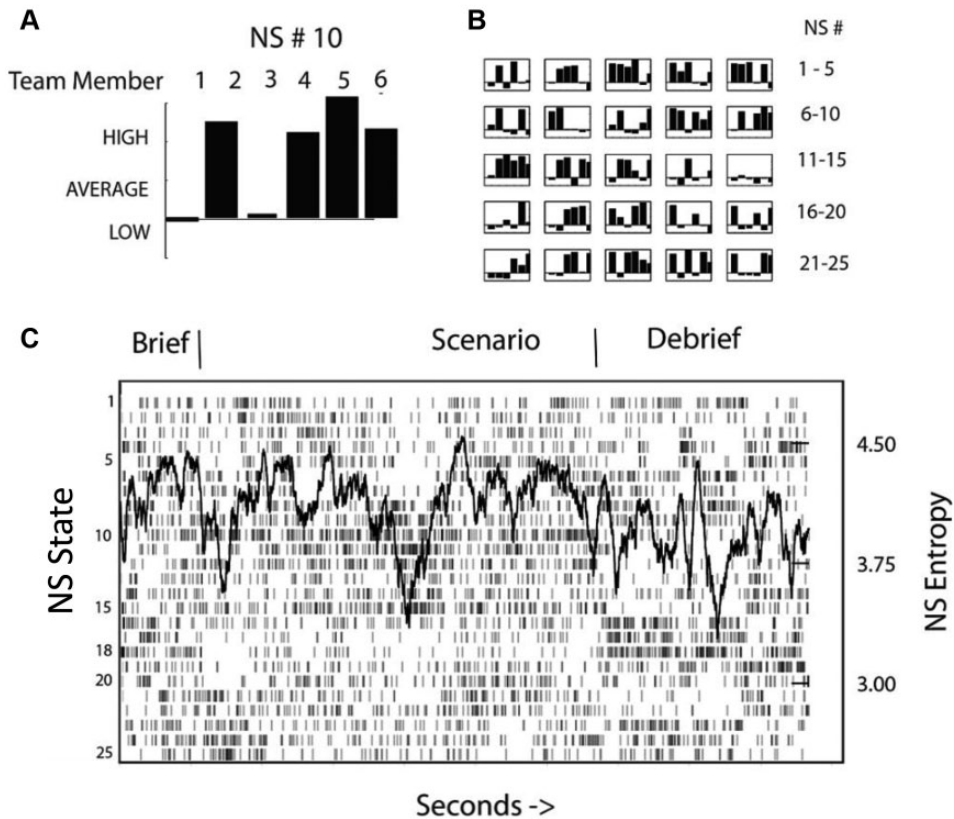 A
NS # 10
Team Member 1 2 3 4 5 6
HIGH
AVERAGE
LOW
B
NS #
1 - 5
6-10
11-15
16-20
21-25
C
Brief
Scenario
Debrief
NS State
1
5
10
15
18
20
25
4.50
3.75
3.00
NS Entropy
Seconds ->